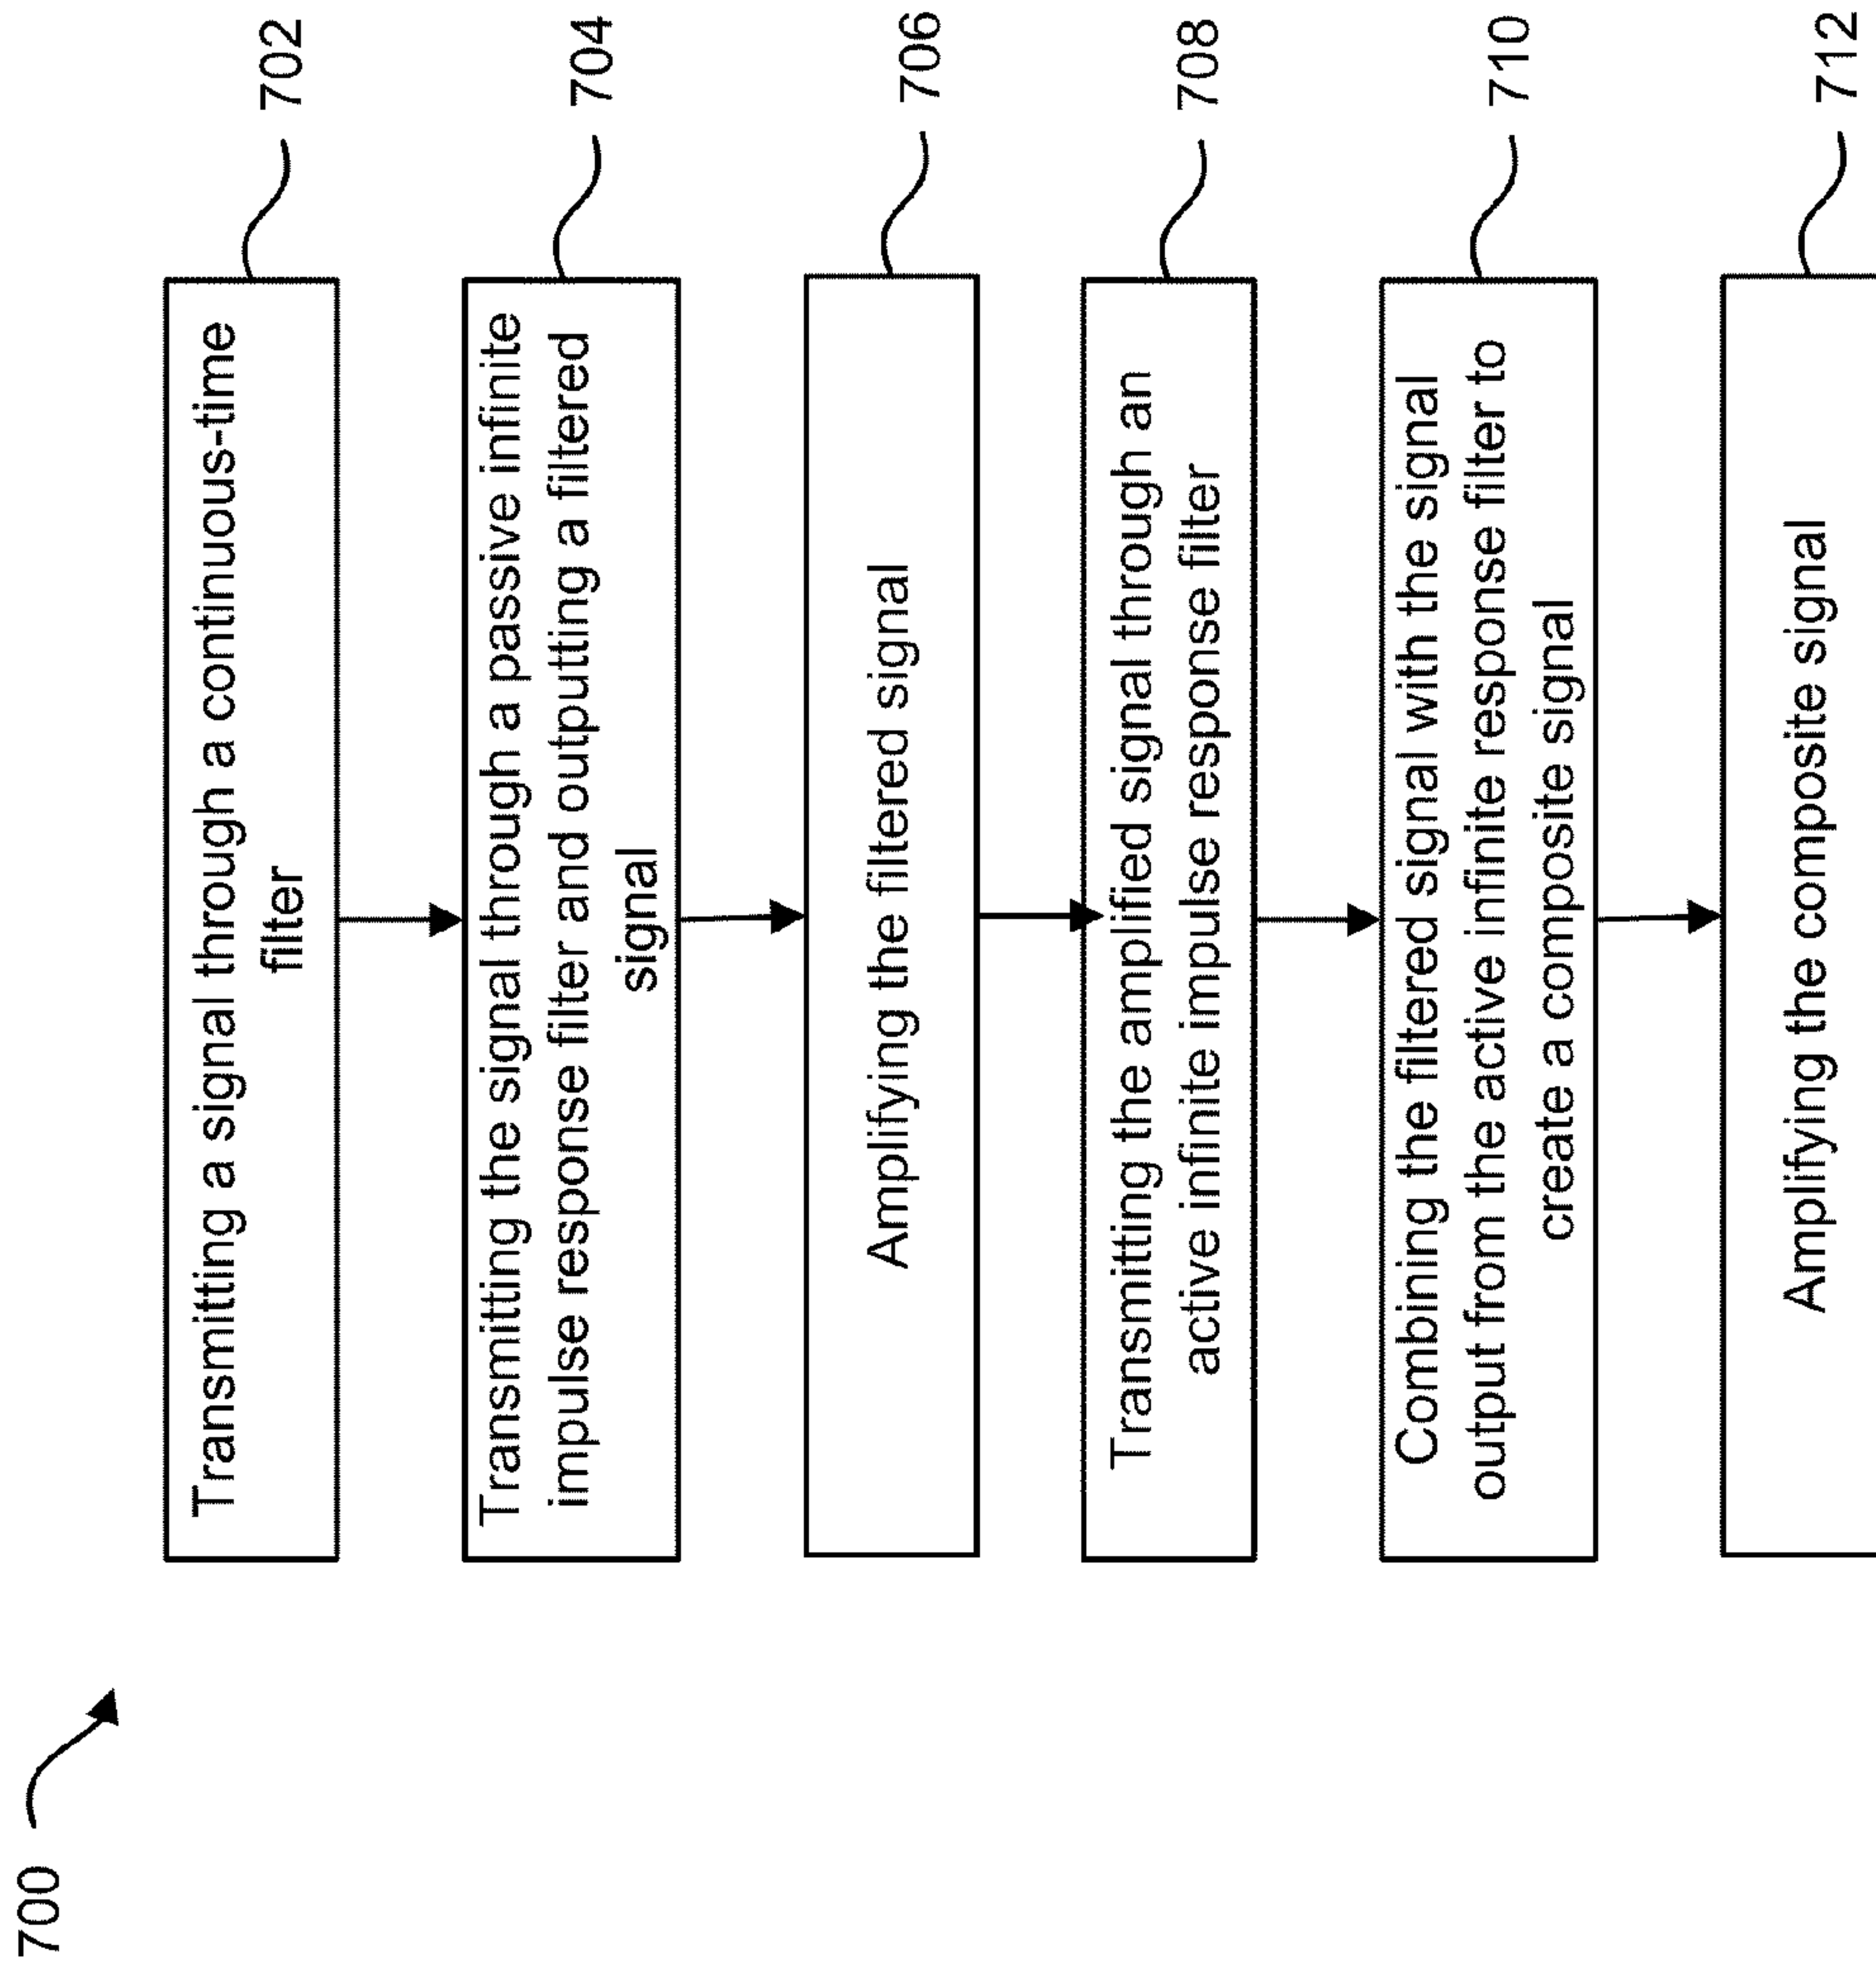 700
Transmitting a signal through a continuous-time
filter
702
Transmitting the signal through a passive infinite
impulse response filter and outputting a filtered
signal
704
Amplifying the filtered signal
706
Transmitting the amplified signal through an
active infinite impulse response filter
708
Combining the filtered signal with the signal
output from the active infinite response filter to
create a composite signal
710
Amplifying the composite signal
712